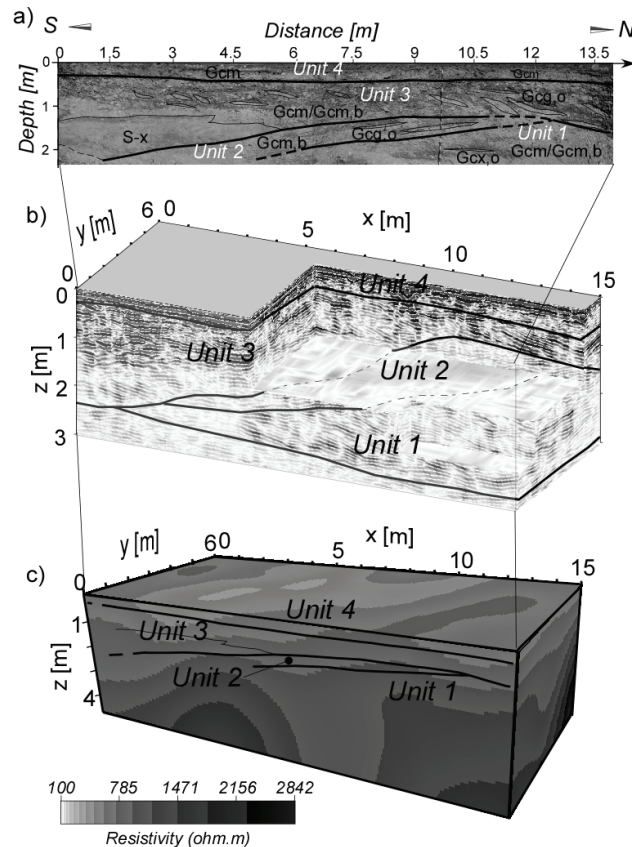 a) S Distance [m] N
0 1.5 3 4.5 6 7.5 9 10.5 12 13.5
Depth [m]
0
1
2
Gcm Unit 4 Gcm
Unit 3 Gcg,o
Gcm/Gcm,b
S-x Gcg,o Unit 1
Gcm,b Gcm/Gcm,b
Unit 2 Gcx,o
b) y [m] 6 0 x [m]
0 5 10 15
0
1
2
3
z [m]
Unit 4
Unit 3
Unit 2
Unit 1
c) y [m] 60 5 x [m] 10 15
0
1
4
z [m]
Unit 4
Unit 3
Unit 2
Unit 1
100 785 1471 2156 2842
Resistivity (ohm.m)